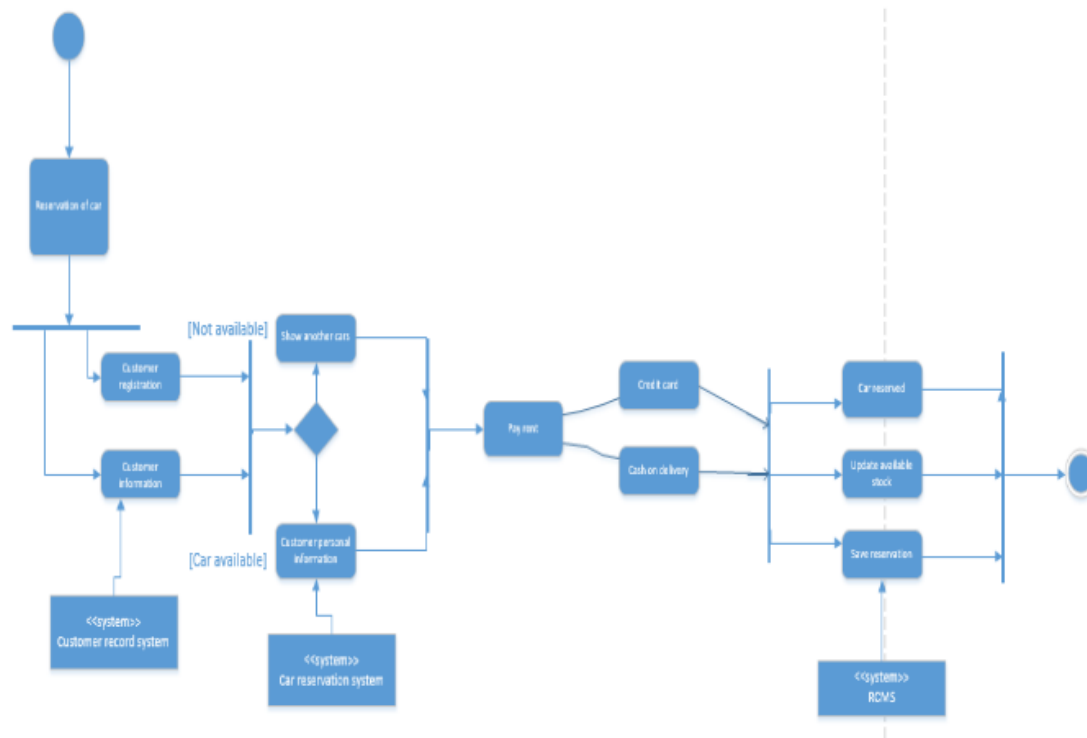 Reservation of car
[Not available]
Show another cars
Customer
registration
Customer
information
[Car available]
Customer personal
information
Pay rent
Credit card
Cash on delivery
Car reserved
Update available
stock
Save reservation
<<system>>
Customer record system
<<system>>
Car reservation system
<<system>>
RCMS